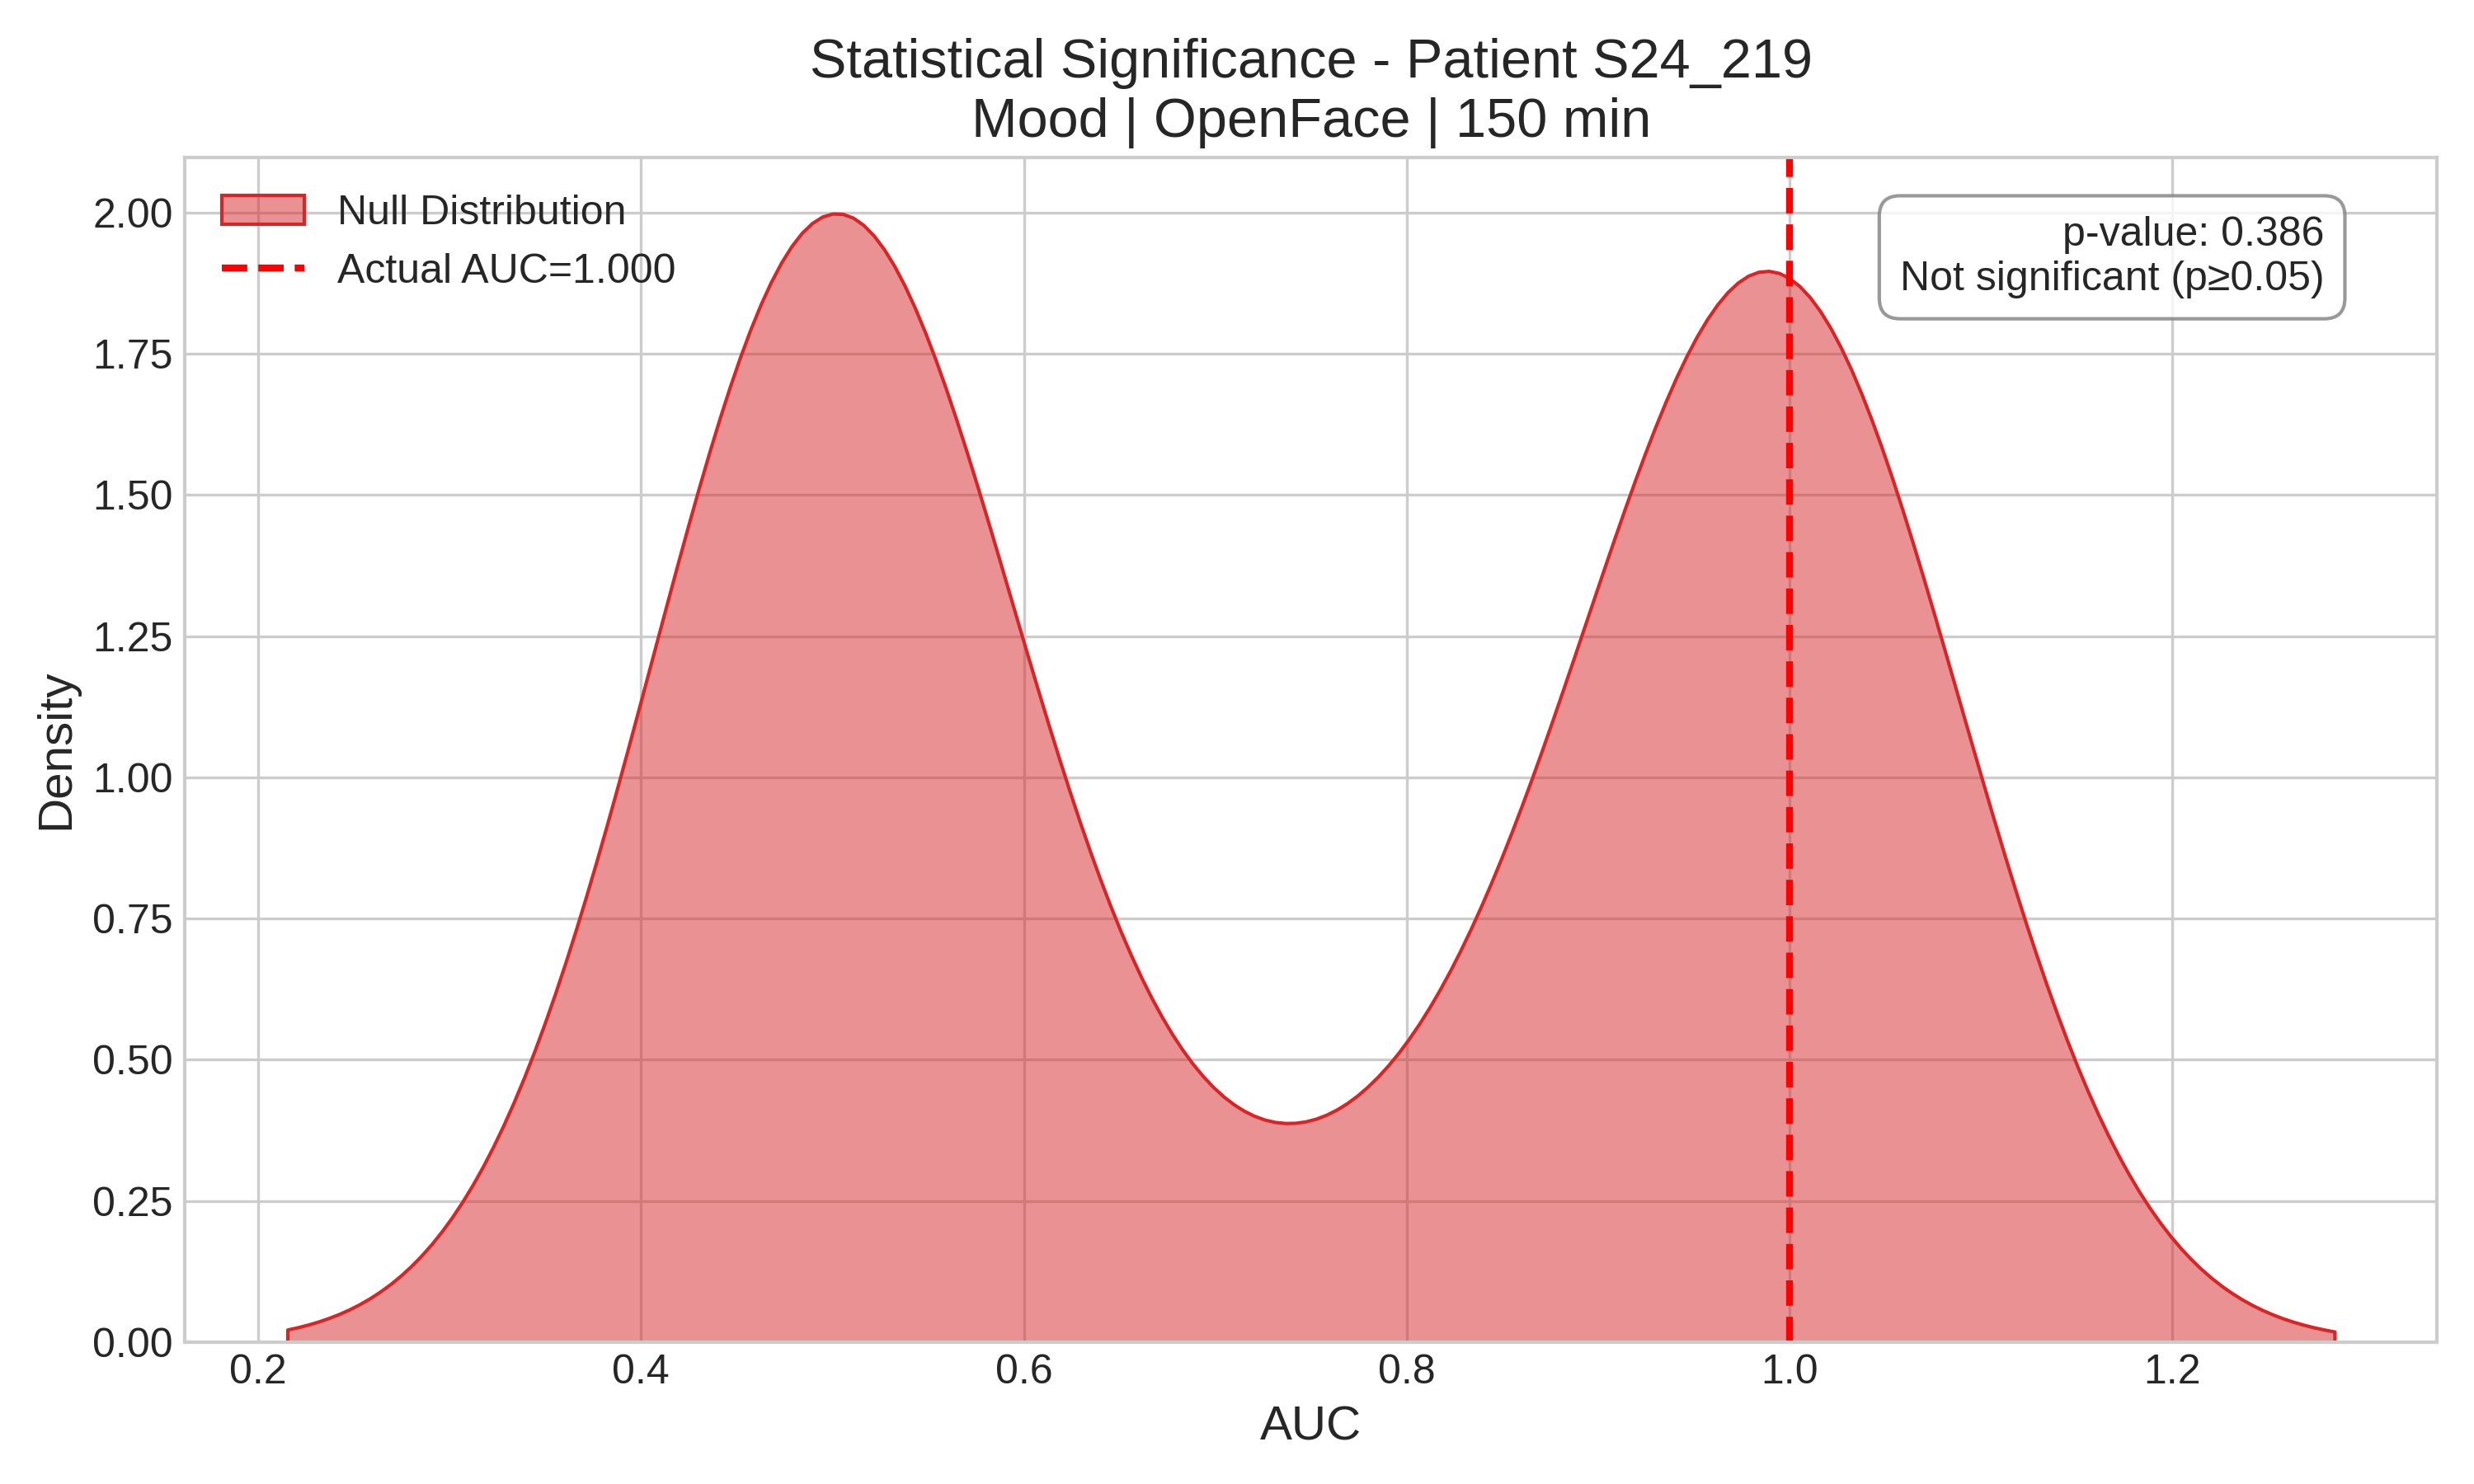 Statistical Significance - Patient S24_219
Mood | OpenFace | 150 min
Null Distribution
Actual AUC=1.000
p-value: 0.386
Not significant (p≥0.05)
Density
2.00
1.75
1.50
1.25
1.00
0.75
0.50
0.25
0.00
0.2 0.4 0.6 0.8 1.0 1.2
AUC